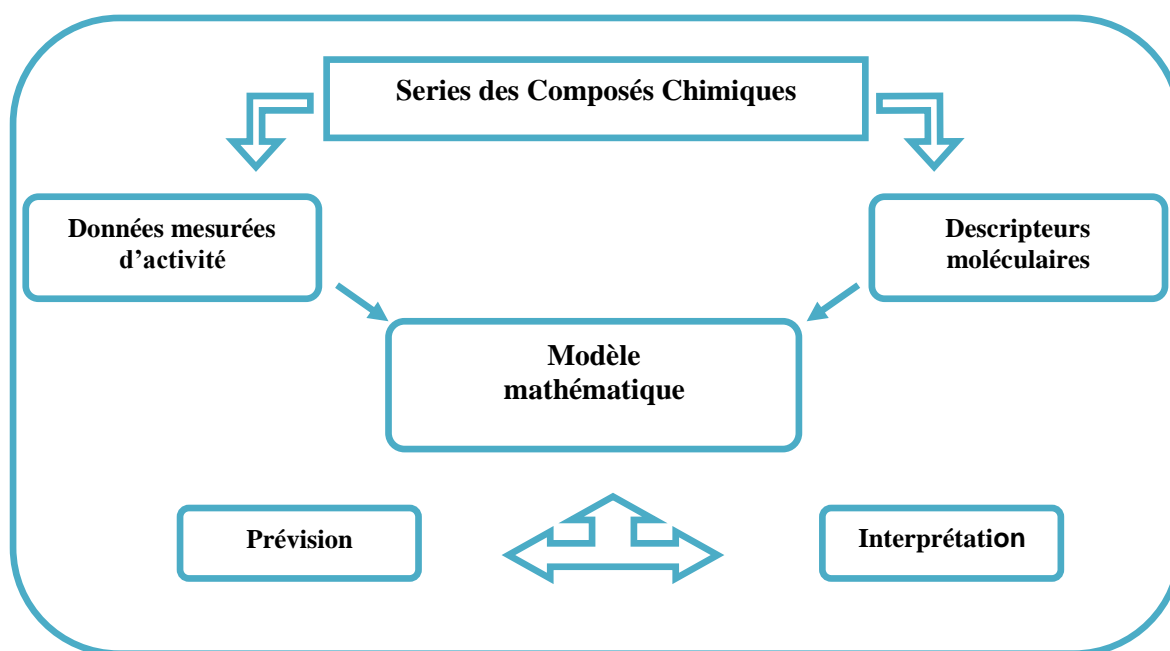 Series des Composés Chimiques
Données mesurées
d’activité
Descripteurs
moléculaires
Modèle
mathématique
Prévision
Interprétation